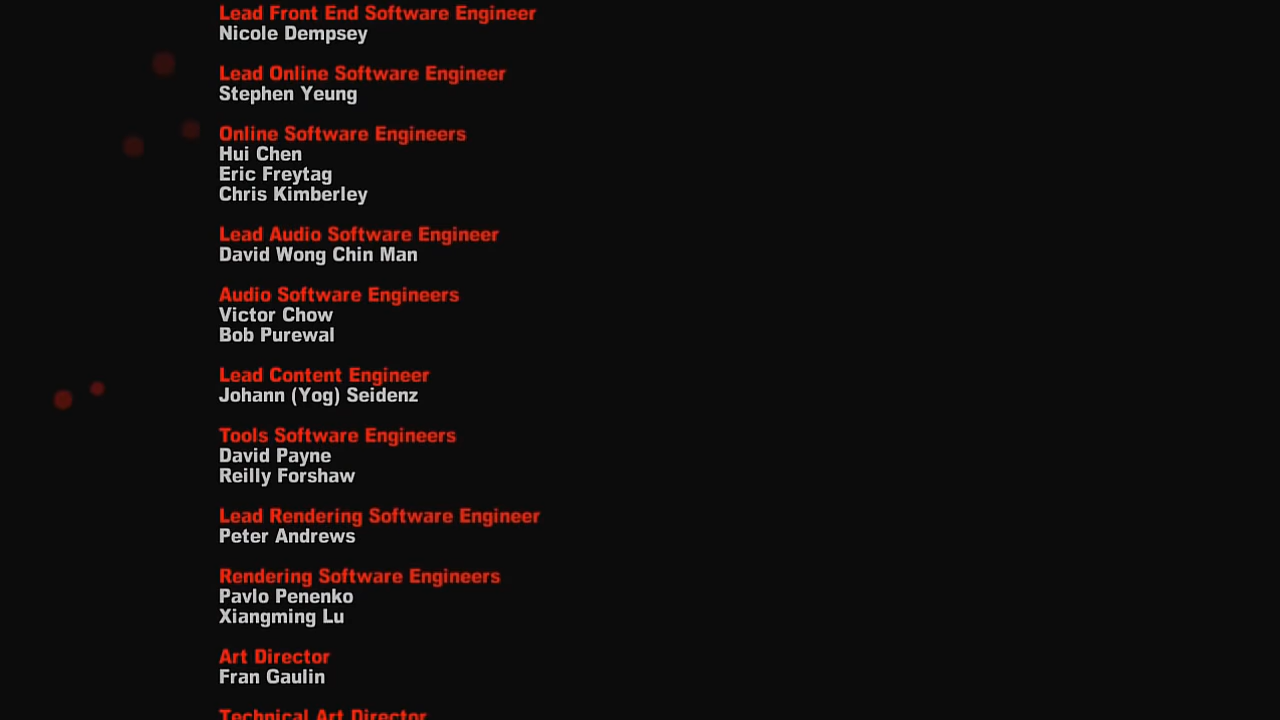 Lead Front End Software Engineer
Nicole Dempsey
Lead Online Software Engineer
Stephen Yeung
Online Software Engineers
Hui Chen
Eric Freytag
Chris Kimberley
Lead Audio Software Engineer
David Wong Chin Man
Audio Software Engineers
Victor Chow
Bob Purewal
Lead Content Engineer
Johann (Yog) Seidenz
Tools Software Engineers
David Payne
Reilly Forshaw
Lead Rendering Software Engineer
Peter Andrews
Rendering Software Engineers
Pavlo Penenko
Xiangming Lu
Art Director
Fran Gaulin
Technical Art Director